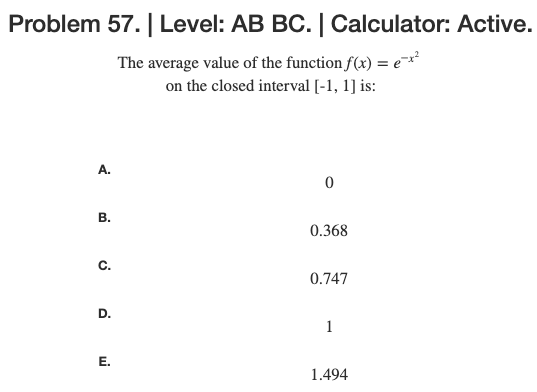 Problem 57. | Level: AB BC. | Calculator: Active.
The average value of the function f(x) = e^{-x^2}
on the closed interval [-1, 1] is:
A.
0
B.
0.368
C.
0.747
D.
1
E.
1.494